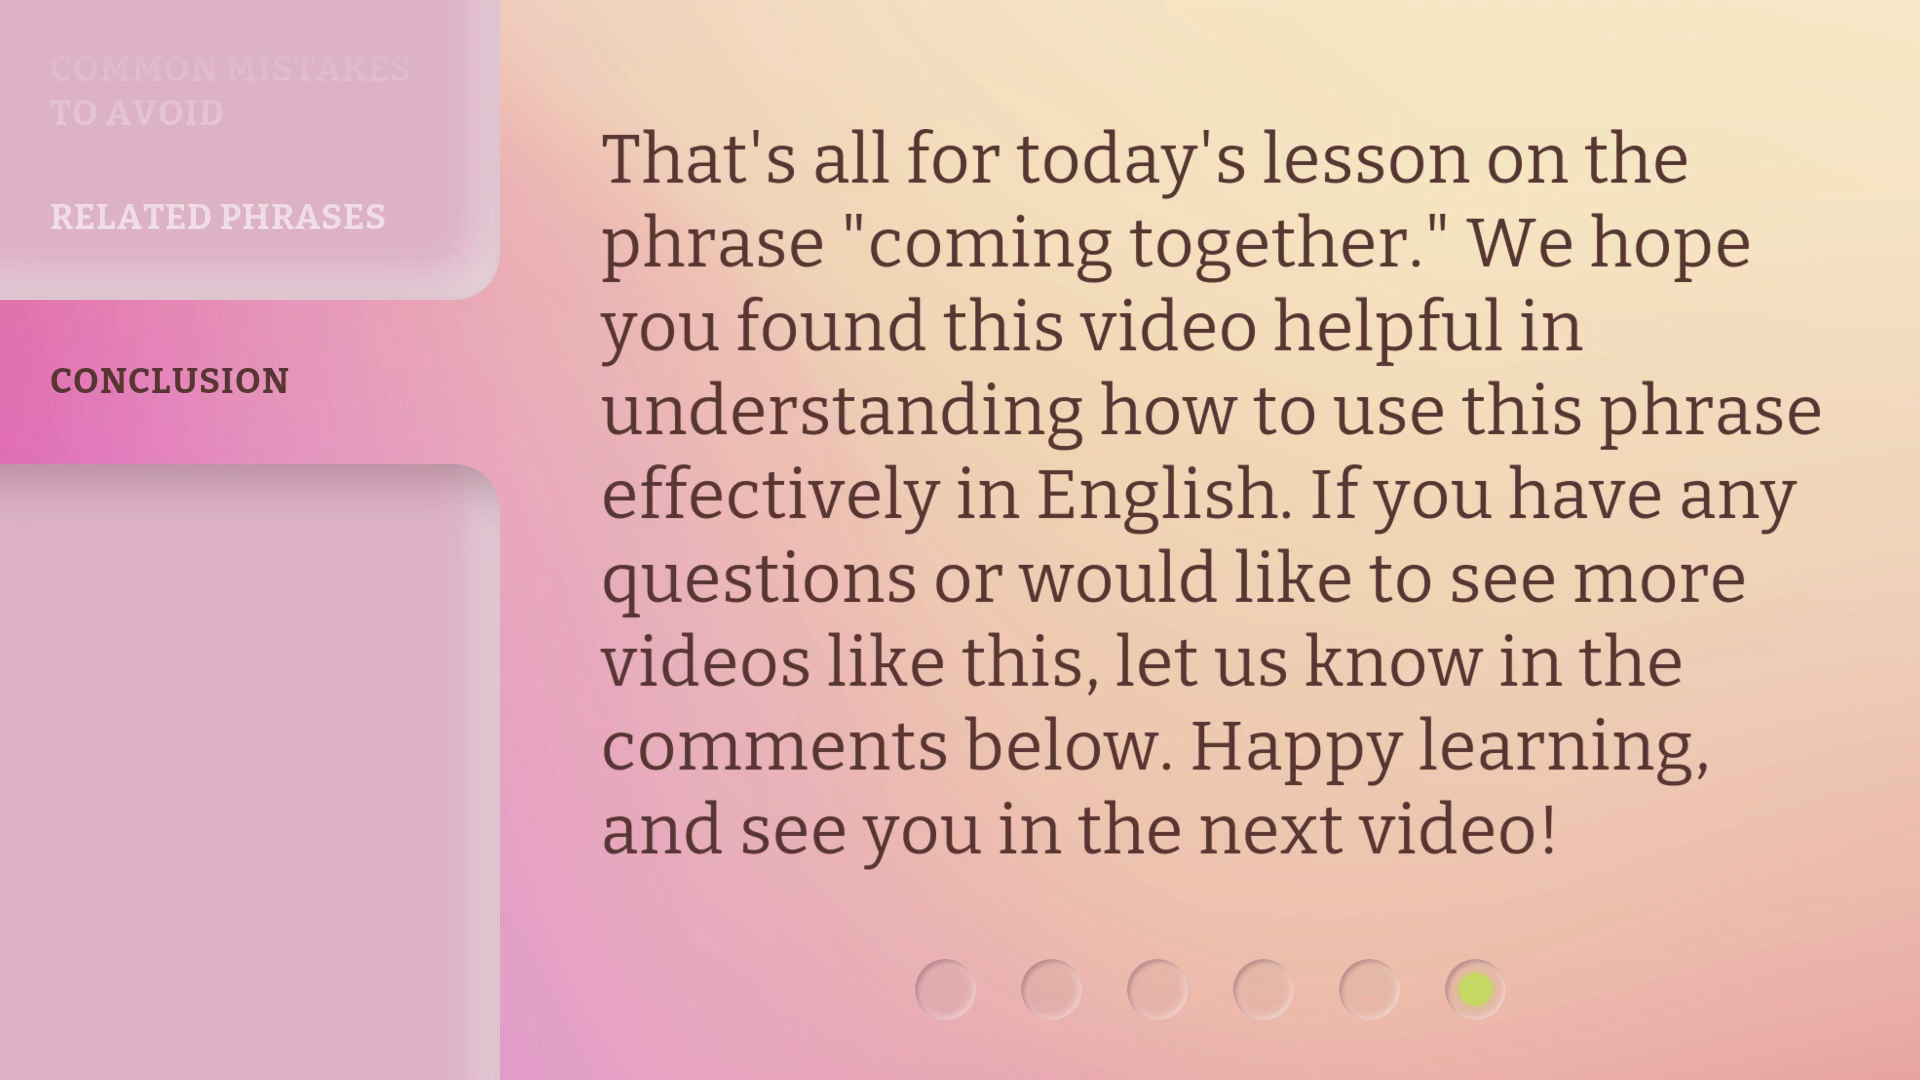 COMMON MISTAKES
TO AVOID
RELATED PHRASES
CONCLUSION
That's all for today's lesson on the
phrase "coming together." We hope
you found this video helpful in
understanding how to use this phrase
effectively in English. If you have any
questions or would like to see more
videos like this, let us know in the
comments below. Happy learning,
and see you in the next video!